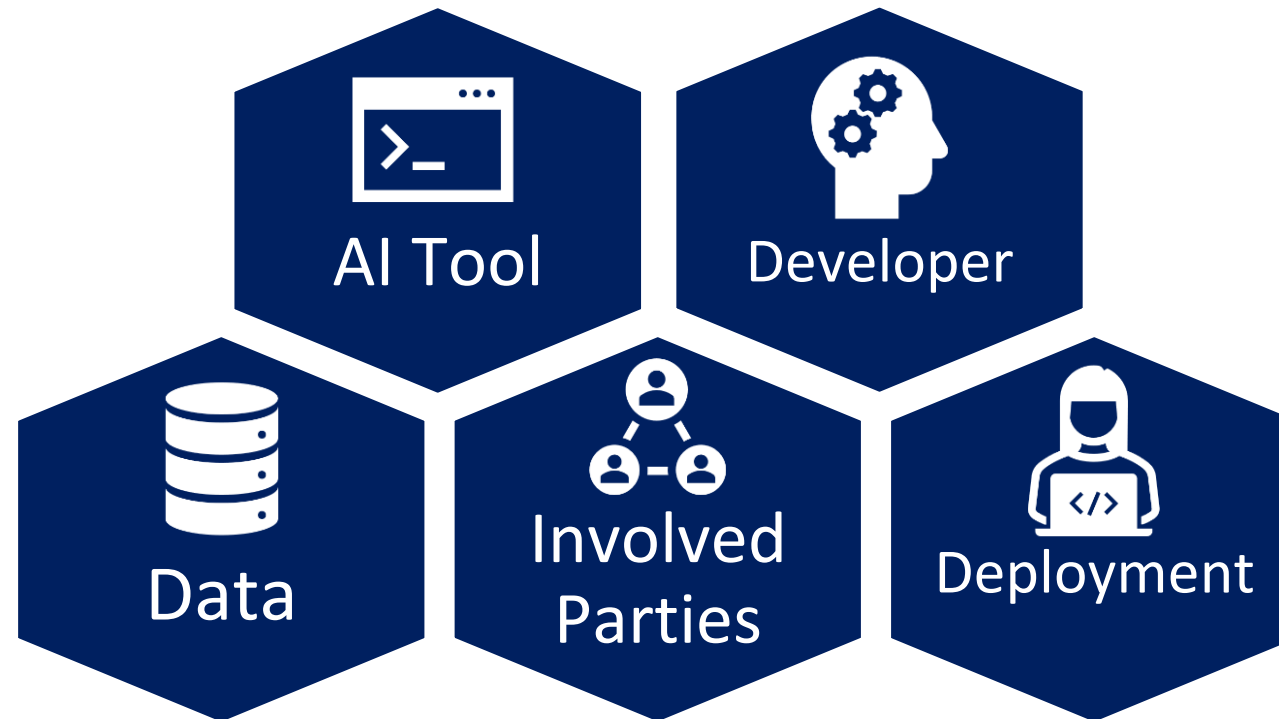 >_
AI Tool
Developer
Data
Involved
Parties
</>
Deployment